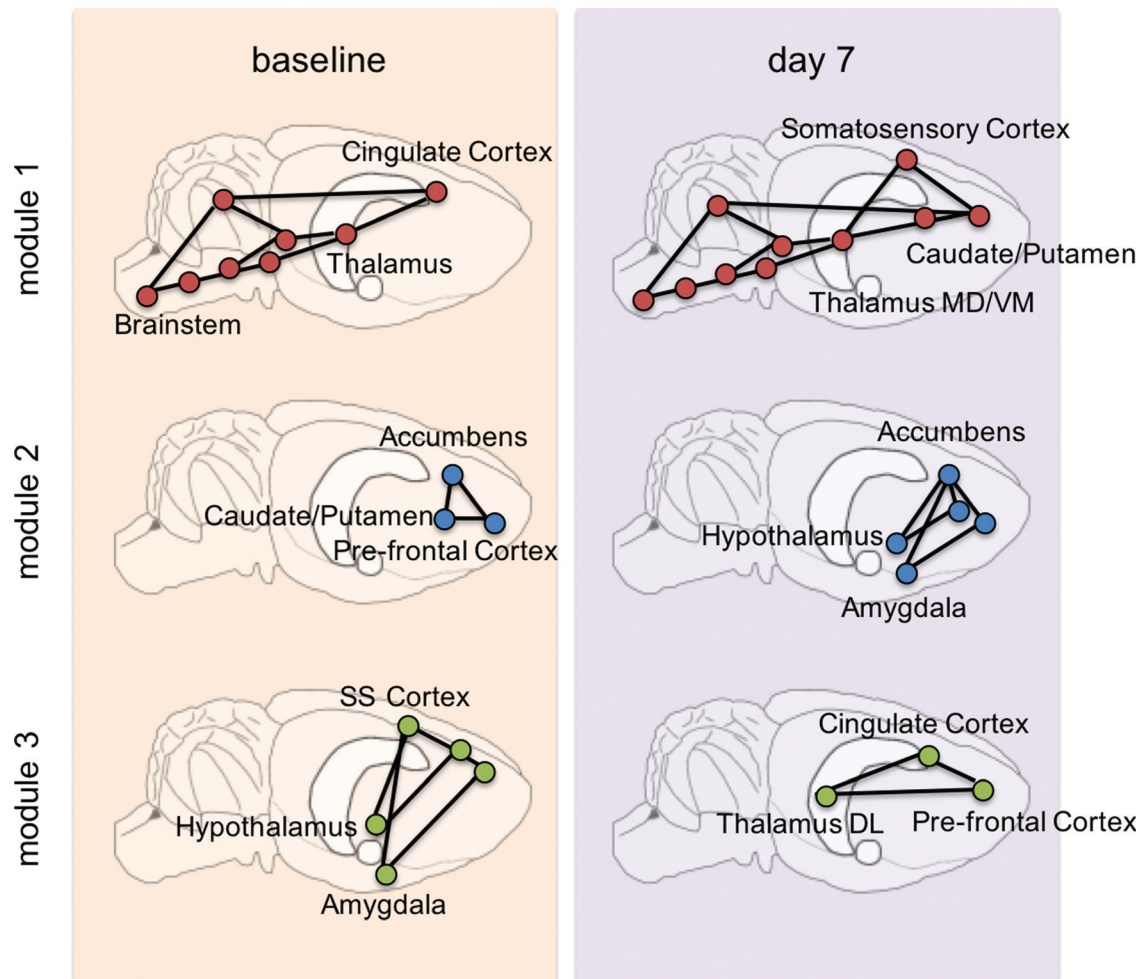 baseline
day 7
module 1
Cingulate Cortex
Thalamus
Brainstem
Somatosensory Cortex
Caudate/Putamen
Thalamus MD/VM
module 2
Accumbens
Caudate/Putamen
Pre-frontal Cortex
Accumbens
Hypothalamus
Amygdala
module 3
SS Cortex
Hypothalamus
Amygdala
Cingulate Cortex
Thalamus DL
Pre-frontal Cortex